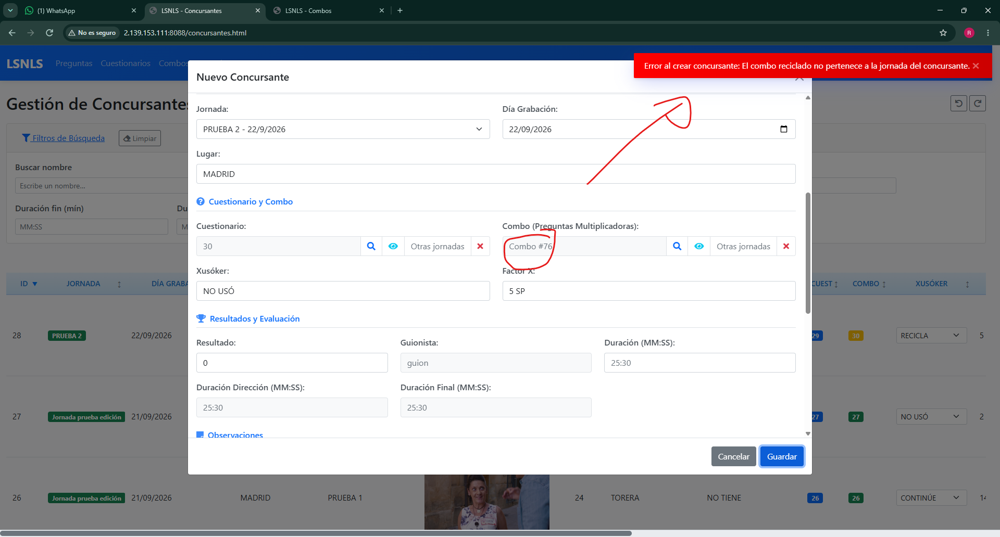 (1) WhatsApp
LSNLS - Concursantes
LSNLS - Combos
No es seguro
2.139.153.111:8088/concursantes.html
R
LSNLS
Preguntas
Cuestionarios
Combos
Error al crear concursante: El combo reciclado no pertenece a la jornada del concursante.
Nuevo Concursante
Gestión de Concursantes
Filtros de Búsqueda
Limpiar
Buscar nombre
Escribe un nombre...
Duración fin (mín)
Du
MM:SS
M
Jornada:
Día Grabación:
PRUEBA 2 - 22/9/2026
22/09/2026
Lugar:
MADRID
Cuestionario y Combo
Cuestionario:
Combo (Preguntas Multiplicadoras):
30
Otras jornadas
Combo #76
Otras jornadas
Xusóker:
Factor X:
NO USÓ
5 SP
Resultados y Evaluación
Resultado:
Guionista:
Duración (MM:SS):
0
guion
25:30
Duración Dirección (MM:SS):
Duración Final (MM:SS):
25:30
25:30
Observaciones
Cancelar
Guardar
ID
JORNADA
DÍA GRABA
CUEST
COMBO
XUSÓKER
28
PRUEBA 2
22/09/2026
29
30
RECICLA
5
27
Jornada prueba edición
21/09/2026
27
27
NO USÓ
2
26
Jornada prueba edición
21/09/2026
MADRID
PRUEBA 1
24
TORERA
NO TIENE
26
26
CONTINÚE
14